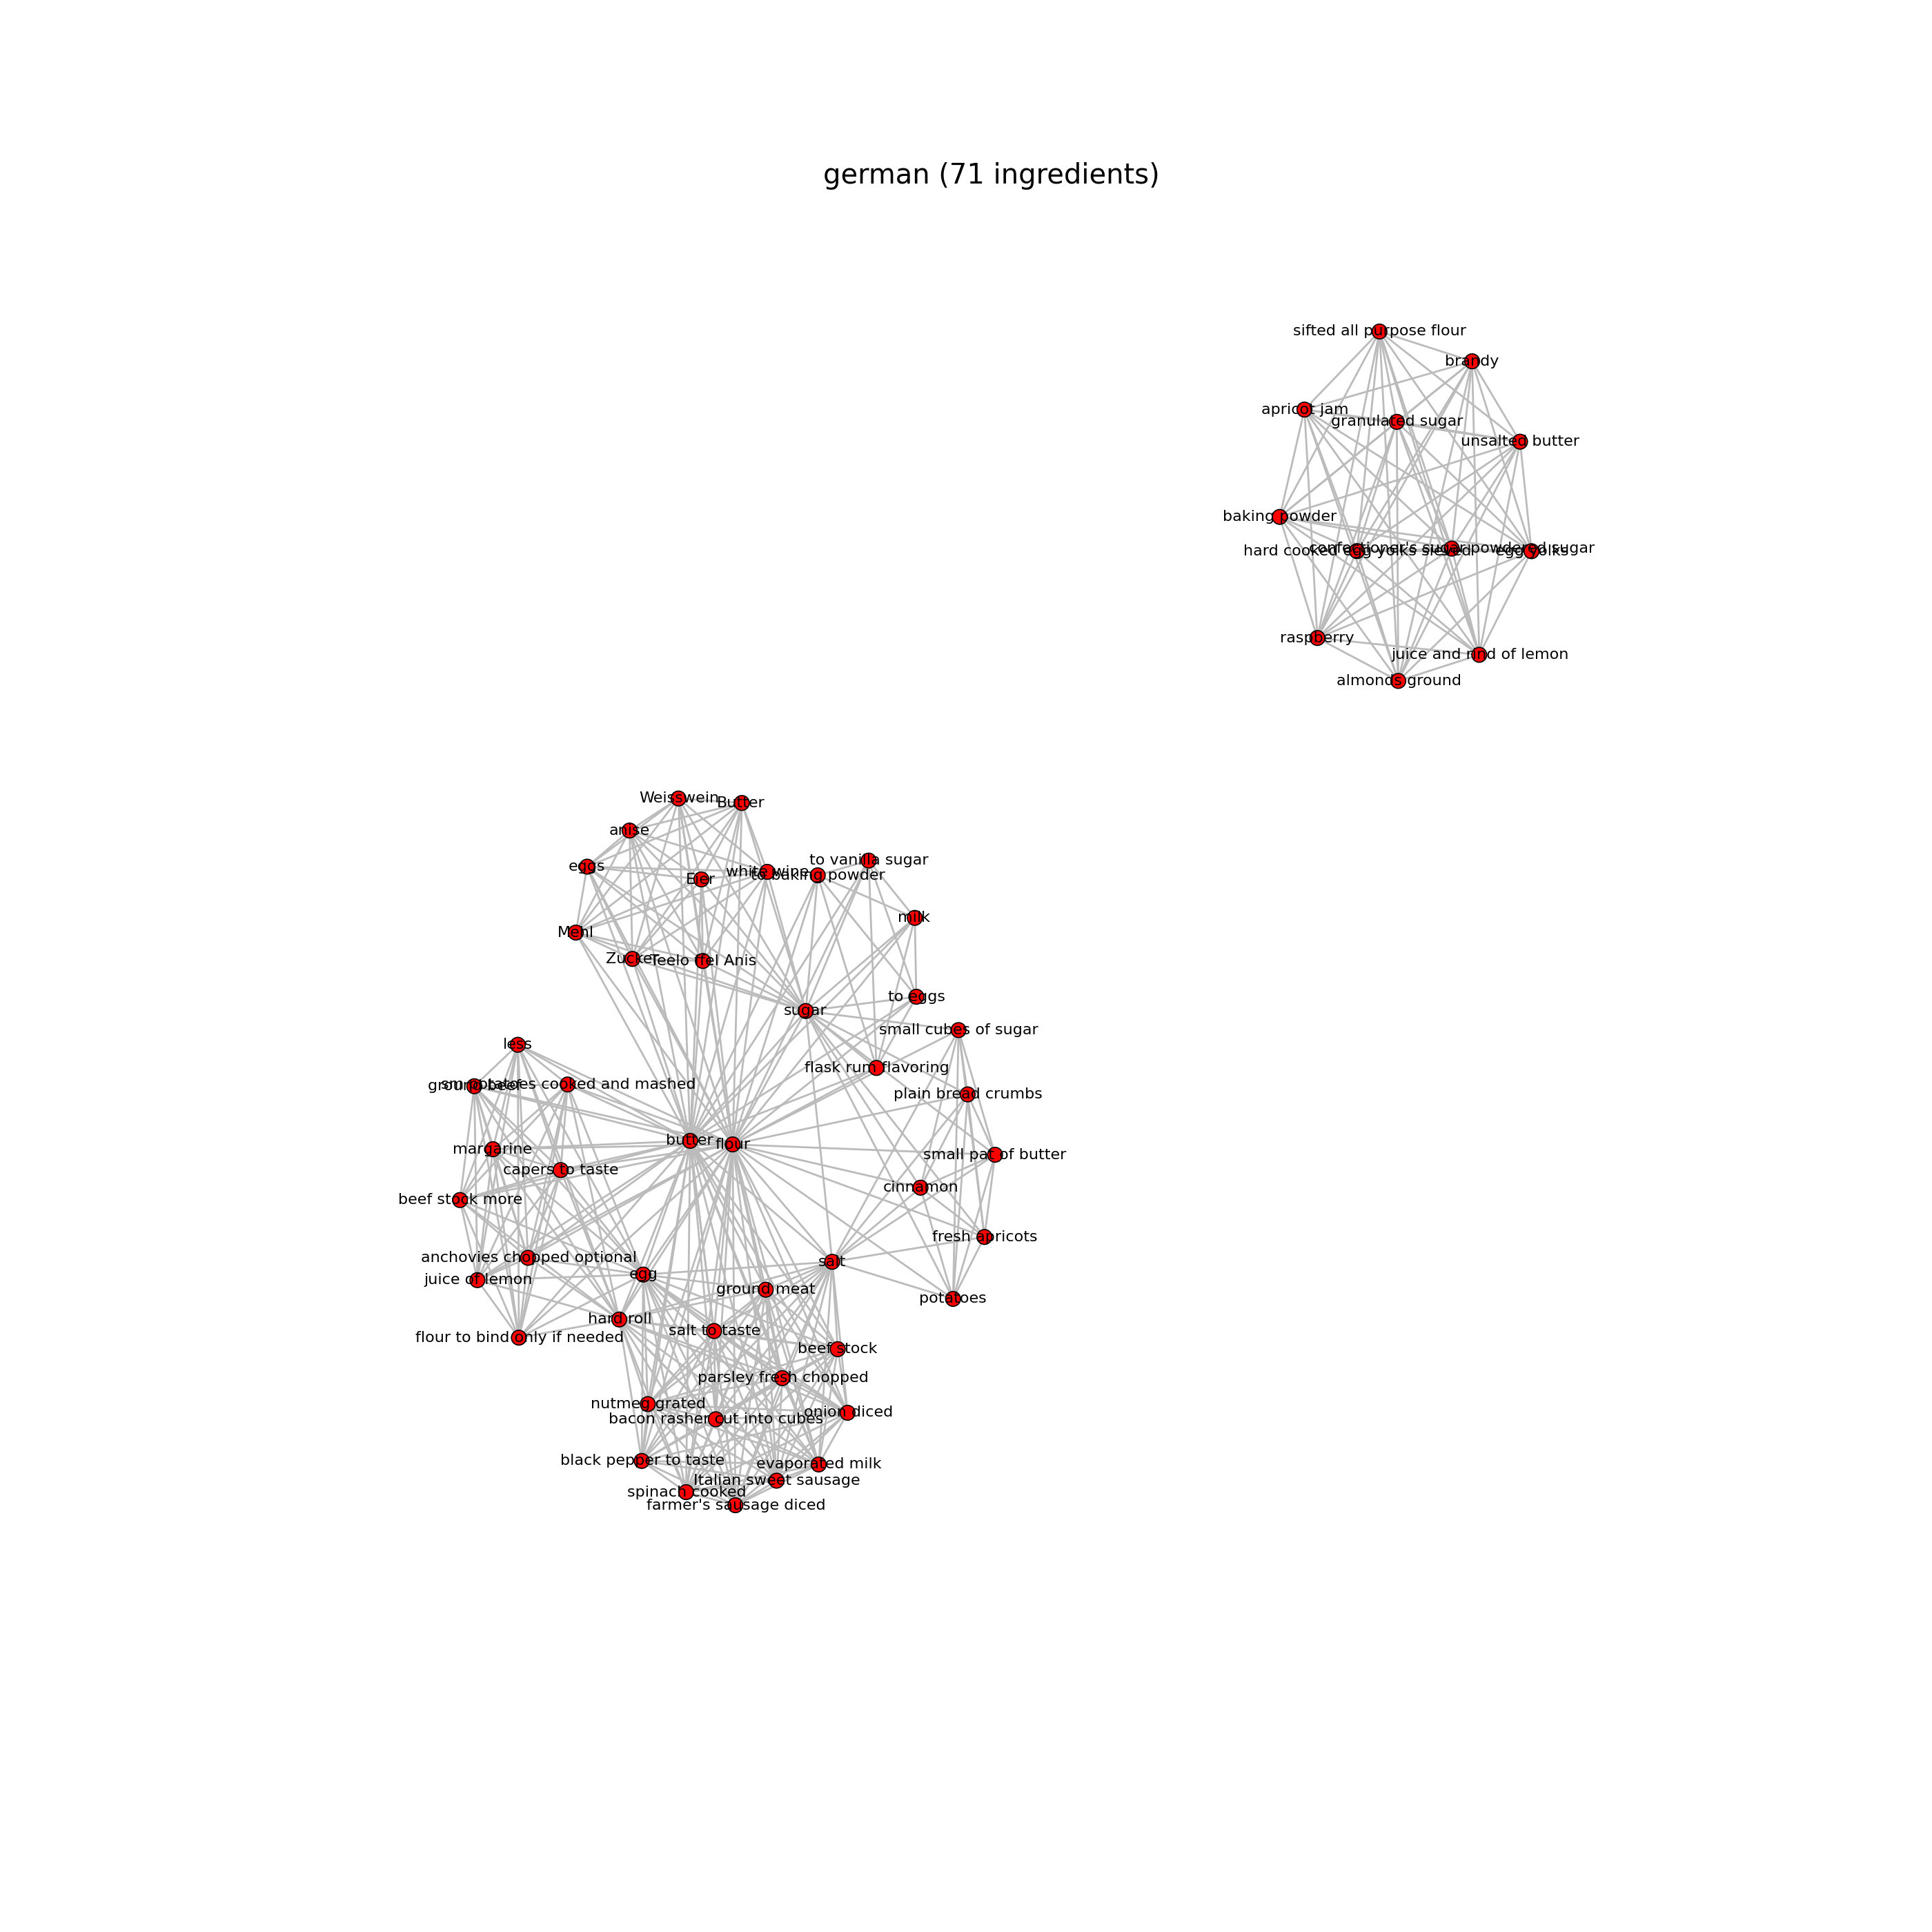 german (71 ingredients)
sifted all purpose flour
brandy
apricot jam
granulated sugar
unsalted butter
baking powder
hard cooked egg yolks sieved
confectioner's sugar powdered sugar
egg yolks
raspberry
juice and rind of lemon
almonds ground
Weisswein
Butter
anise
eggs
Eier
white wine
to vanilla sugar
to baking powder
milk
Mehl
Zucker
Teelo ffel Anis
to eggs
sugar
small cubes of sugar
less
flask rum flavoring
ground beef
sm potatoes cooked and mashed
plain bread crumbs
butter
flour
margarine
small pat of butter
capers to taste
cinnamon
beef stock more
fresh apricots
anchovies chopped optional
salt
juice of lemon
egg
ground meat
potatoes
hard roll
salt to taste
flour to bind only if needed
beef stock
parsley fresh chopped
nutmeg grated
onion diced
bacon rasher cut into cubes
black pepper to taste
evaporated milk
Italian sweet sausage
spinach cooked
farmer's sausage diced